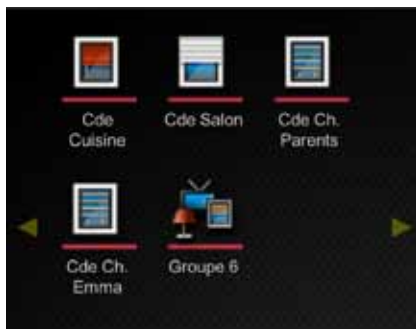 Cde
Cuisine
Cde Salon
Cde Ch.
Parents
Cde Ch.
Emma
Groupe 6